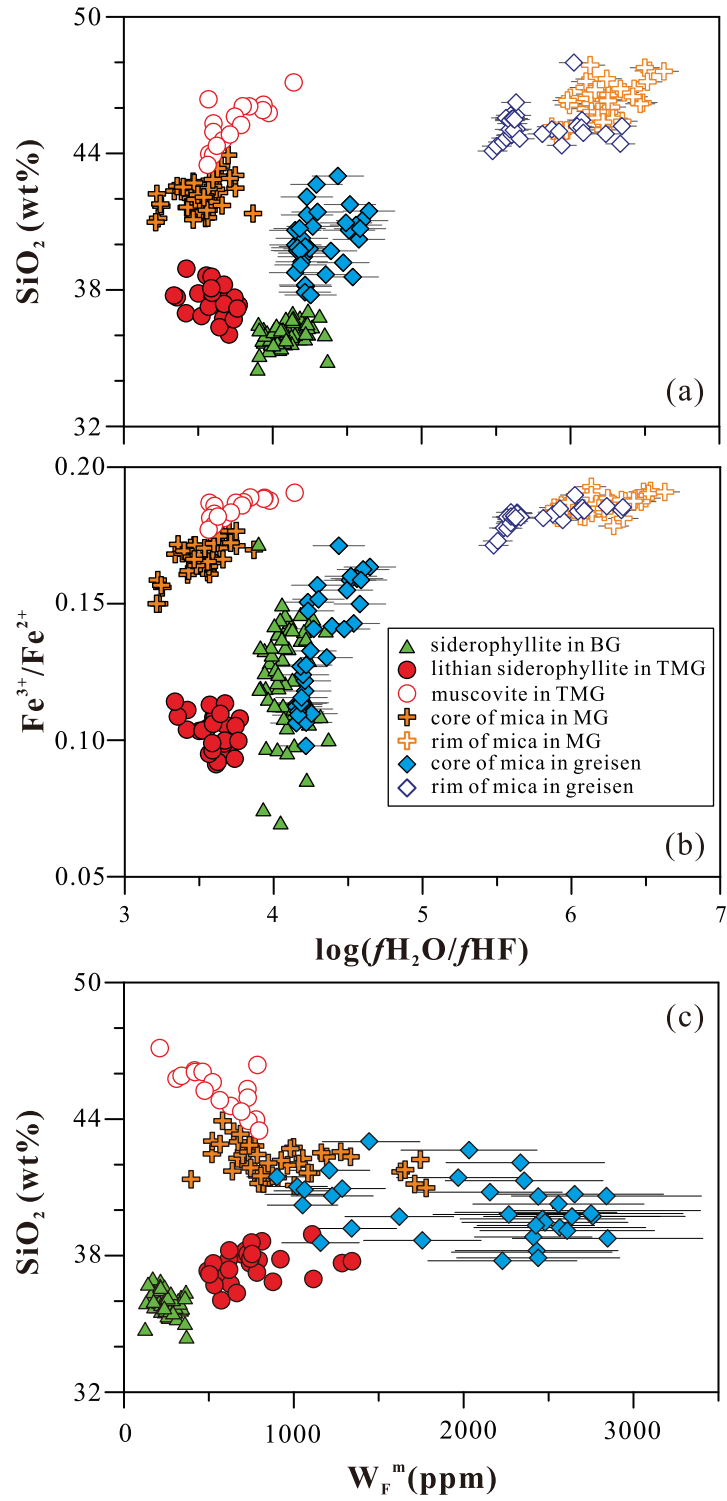 50
44
38
32
SiO₂ (wt%)
(a)
0.20
0.15
0.10
0.05
Fe³⁺/Fe²⁺
siderophyllite in BG
lithian siderophyllite in TMG
muscovite in TMG
core of mica in MG
rim of mica in MG
core of mica in greisen
rim of mica in greisen
(b)
3 4 5 6 7
log(fH₂O/fHF)
50
44
38
32
SiO₂ (wt%)
(c)
0 1000 2000 3000
W_F^m(ppm)